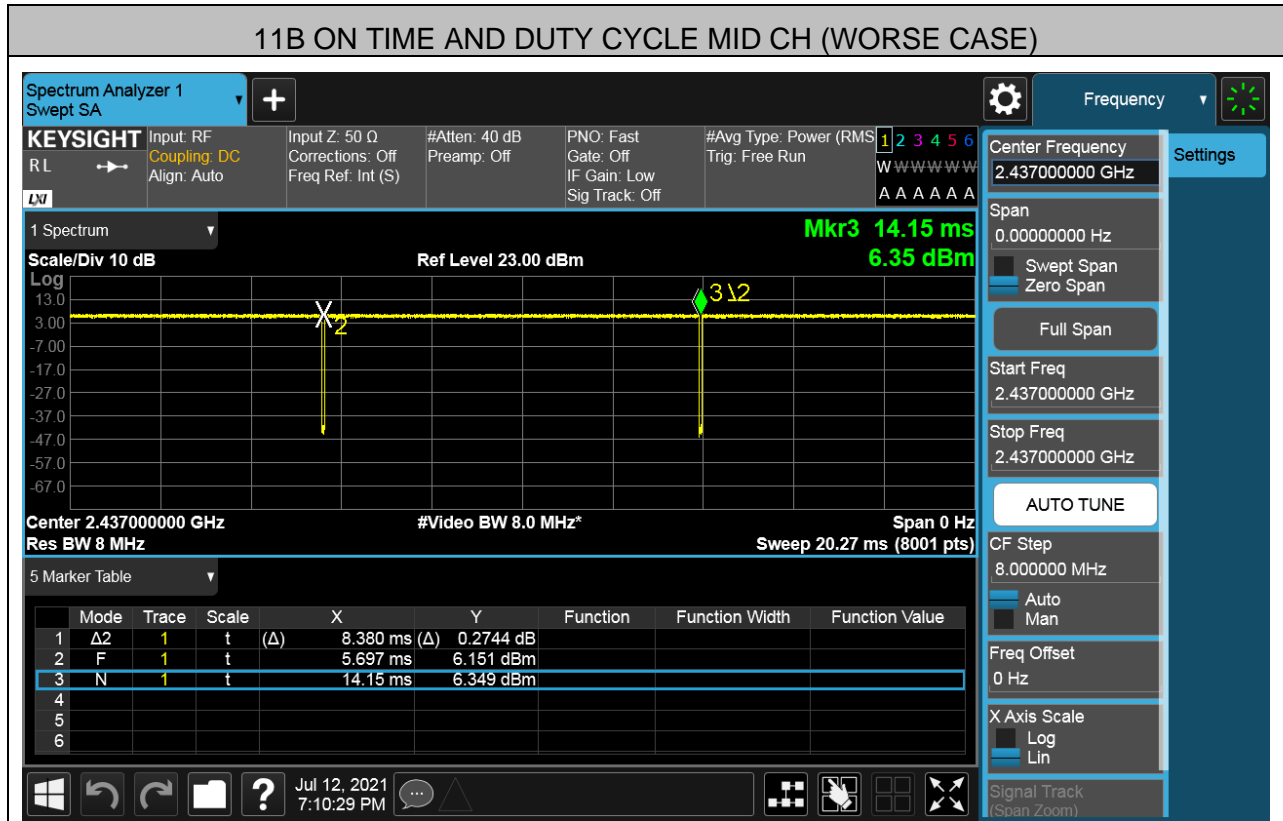 11B ON TIME AND DUTY CYCLE MID CH (WORSE CASE)
Spectrum Analyzer 1
Swept SA
+
Frequency
KEYSIGHT
RL
LXI
Input: RF
Coupling: DC
Align: Auto
Input Z: 50 Ω
Corrections: Off
Freq Ref: Int (S)
#Atten: 40 dB
Preamp: Off
PNO: Fast
Gate: Off
IF Gain: Low
Sig Track: Off
#Avg Type: Power (RMS
Trig: Free Run
1 2 3 4 5 6
W W W W W W
A A A A A A
1 Spectrum
Mkr3 14.15 ms
6.35 dBm
Scale/Div 10 dB
Ref Level 23.00 dBm
Log
13.0
3.00
-7.00
-17.0
-27.0
-37.0
-47.0
-57.0
-67.0
X2
3Δ2
Center 2.437000000 GHz
#Video BW 8.0 MHz*
Span 0 Hz
Res BW 8 MHz
Sweep 20.27 ms (8001 pts)
5 Marker Table
Mode Trace Scale X Y Function Function Width Function Value
1 Δ2 1 t (Δ) 8.380 ms (Δ) 0.2744 dB
2 F 1 t 5.697 ms 6.151 dBm
3 N 1 t 14.15 ms 6.349 dBm
4
5
6
?
Jul 12, 2021
7:10:29 PM
Center Frequency
2.437000000 GHz
Settings
Span
0.00000000 Hz
Swept Span
Zero Span
Full Span
Start Freq
2.437000000 GHz
Stop Freq
2.437000000 GHz
AUTO TUNE
CF Step
8.000000 MHz
Auto
Man
Freq Offset
0 Hz
X Axis Scale
Log
Lin
Signal Track
(Span Zoom)